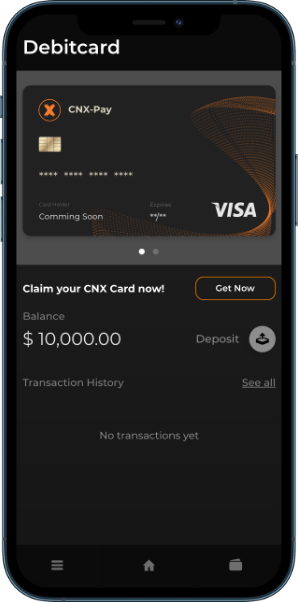 Debitcard
CNX-Pay
**** **** **** ****
Card Holder
Expires
Comming Soon
**/**
VISA
Claim your CNX Card now!
Get Now
Balance
$ 10,000.00
Deposit
Transaction History
See all
No transactions yet